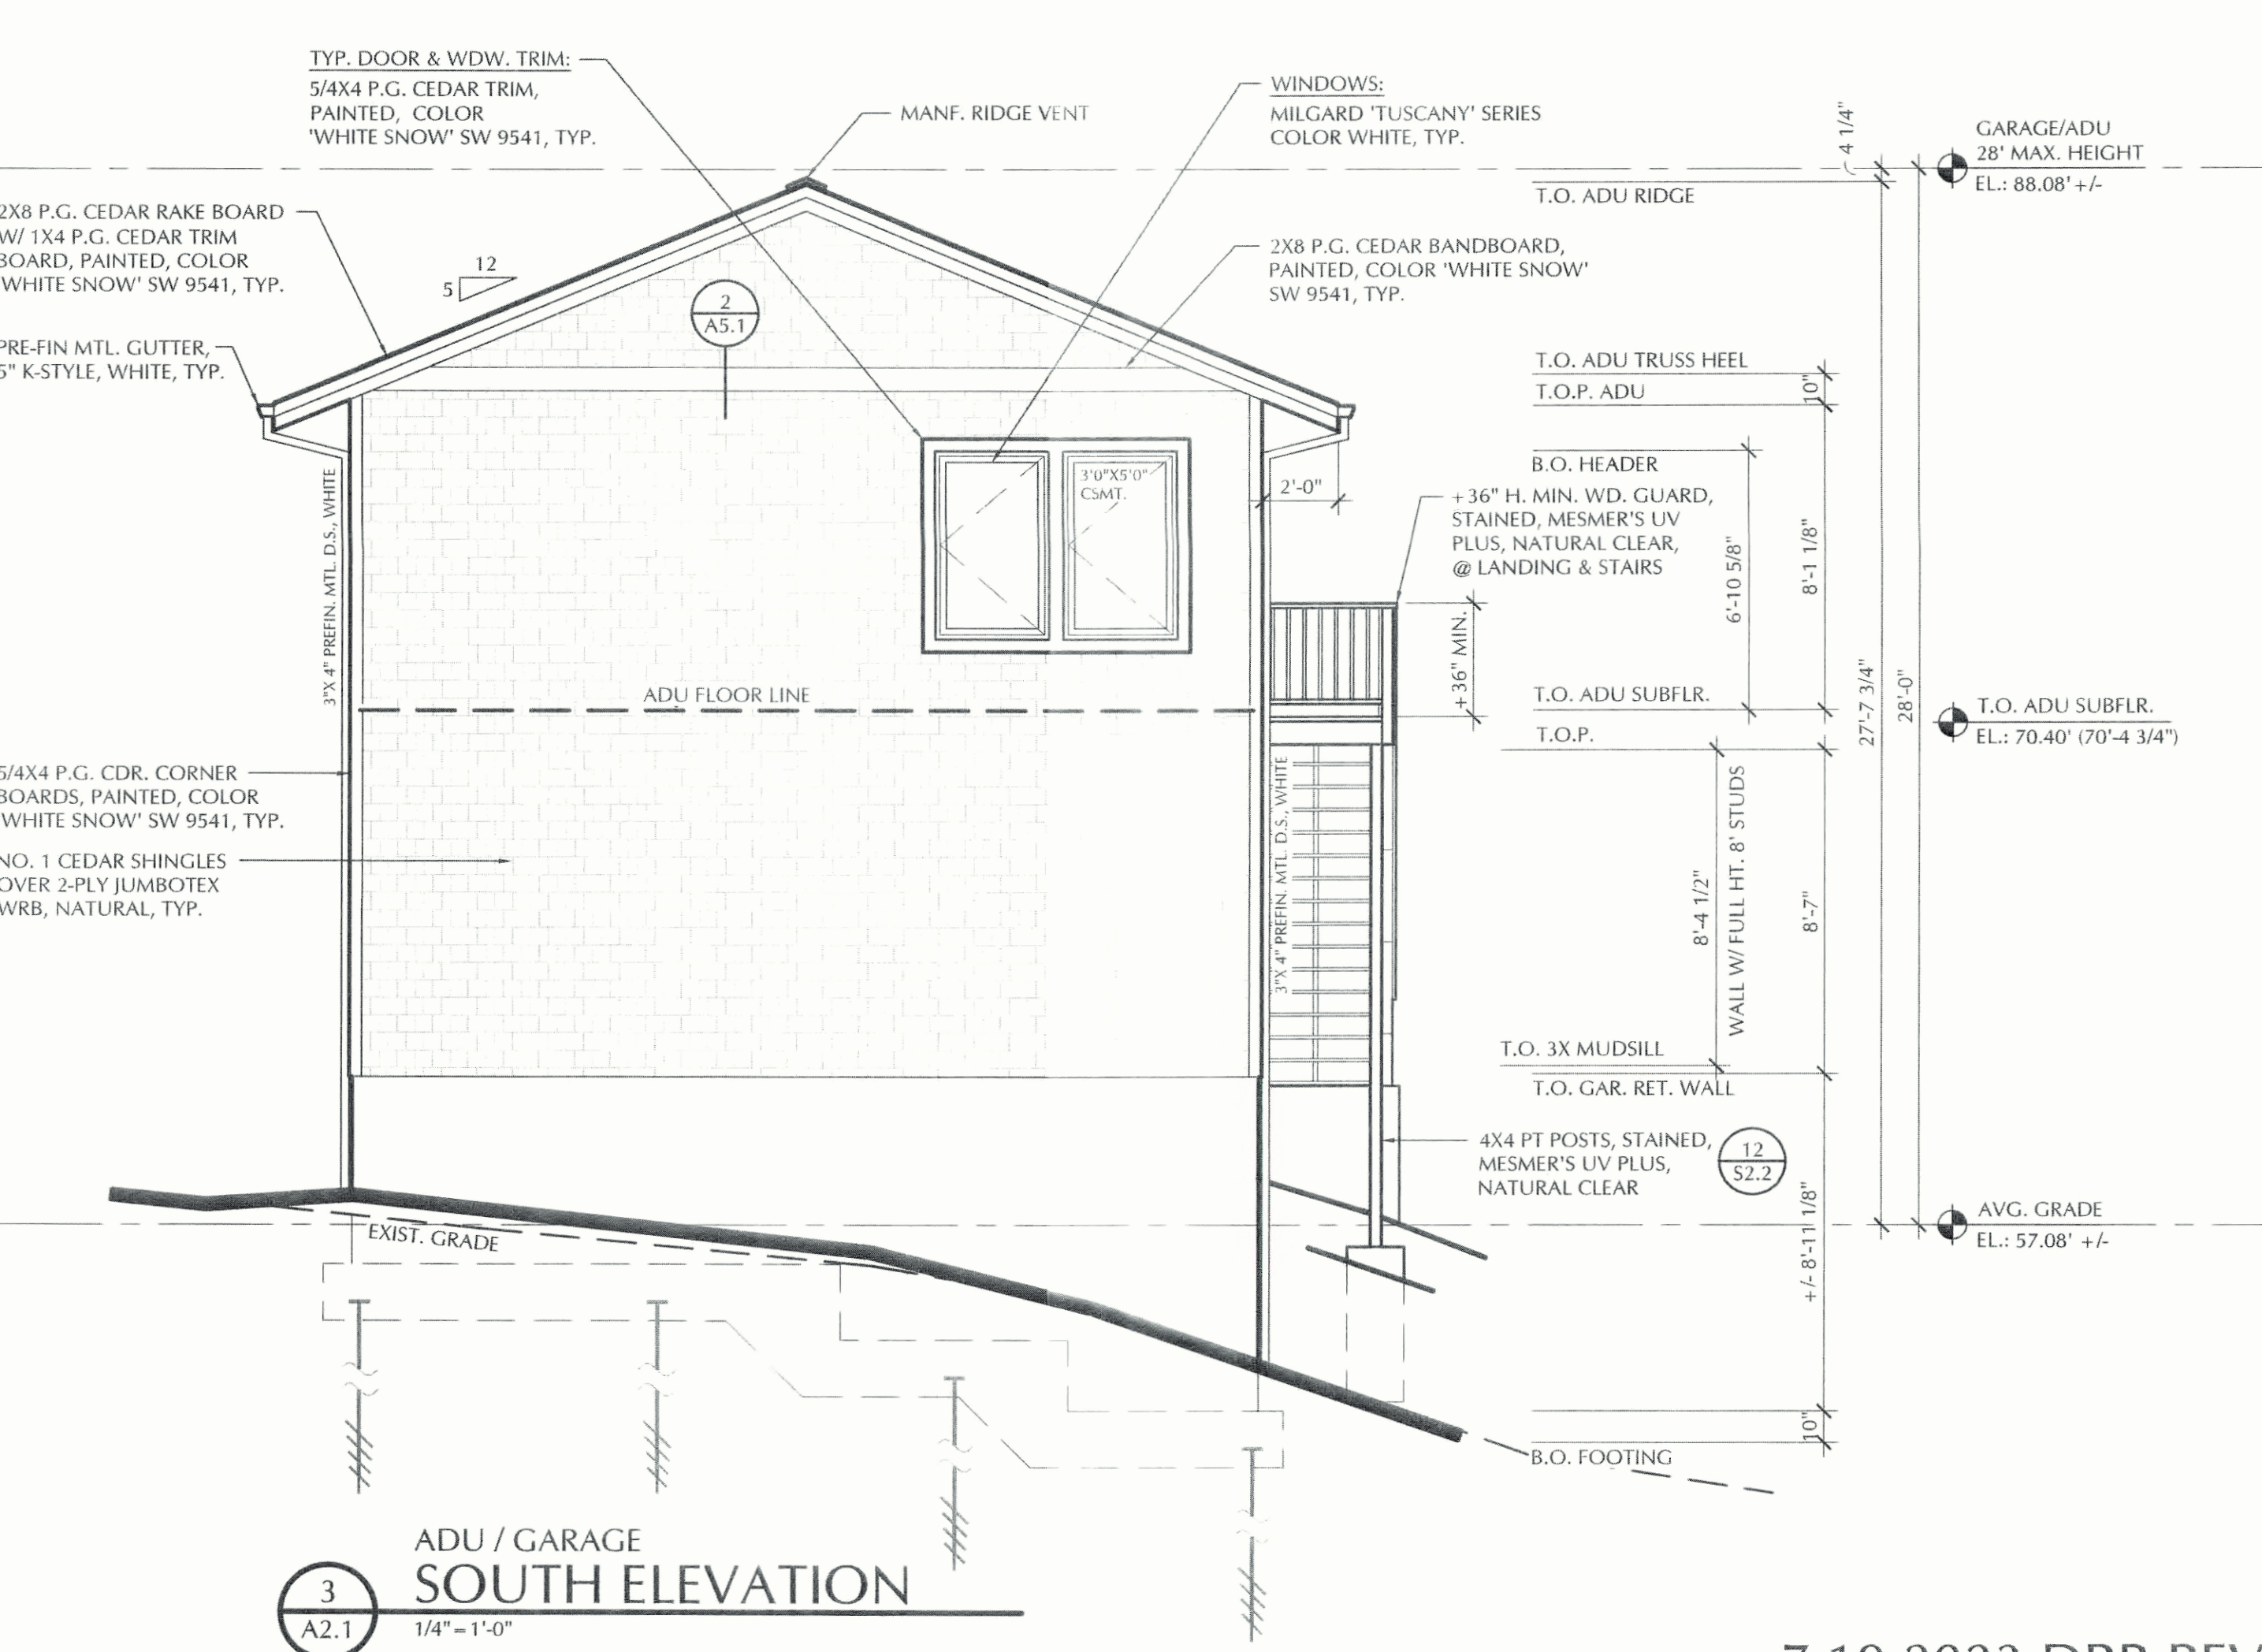 TYP. DOOR & WDW. TRIM:
5/4X4 P.G. CEDAR TRIM,
PAINTED, COLOR
'WHITE SNOW' SW 9541, TYP.
MANF. RIDGE VENT
WINDOWS:
MILGARD 'TUSCANY' SERIES
COLOR WHITE, TYP.
4 1/4"
GARAGE/ADU
28' MAX. HEIGHT
EL.: 88.08' +/-
T.O. ADU RIDGE
2X8 P.G. CEDAR RAKE BOARD
W/ 1X4 P.G. CEDAR TRIM
BOARD, PAINTED, COLOR
'WHITE SNOW' SW 9541, TYP.
12
5
2
A5.1
2X8 P.G. CEDAR BANDBOARD,
PAINTED, COLOR 'WHITE SNOW'
SW 9541, TYP.
PRE-FIN MTL. GUTTER,
5" K-STYLE, WHITE, TYP.
T.O. ADU TRUSS HEEL
10"
T.O.P. ADU
B.O. HEADER
3'0"X5'0"
CSMT.
2'-0"
+36" H. MIN. WD. GUARD,
STAINED, MESMER'S UV
PLUS, NATURAL CLEAR,
@ LANDING & STAIRS
3"X 4" PREFIN. MTL. D.S., WHITE
6'-10 5/8"
8'-1 1/8"
+36" MIN.
27'-7 3/4"
28'-0"
ADU FLOOR LINE
T.O. ADU SUBFLR.
T.O. ADU SUBFLR.
EL.: 70.40' (70'-4 3/4")
T.O.P.
5/4X4 P.G. CDR. CORNER
BOARDS, PAINTED, COLOR
'WHITE SNOW' SW 9541, TYP.
NO. 1 CEDAR SHINGLES
OVER 2-PLY JUMBOTEX
WRB, NATURAL, TYP.
3"X 4" PREFIN. MTL. D.S., WHITE
8'-4 1/2"
WALL W/ FULL HT. 8' STUDS
8'-7"
T.O. 3X MUDSILL
T.O. GAR. RET. WALL
4X4 PT POSTS, STAINED,
MESMER'S UV PLUS,
NATURAL CLEAR
12
S2.2
+/- 8'-11 1/8"
AVG. GRADE
EL.: 57.08' +/-
EXIST. GRADE
10"
B.O. FOOTING
3
A2.1
ADU / GARAGE
SOUTH ELEVATION
1/4" = 1'-0"